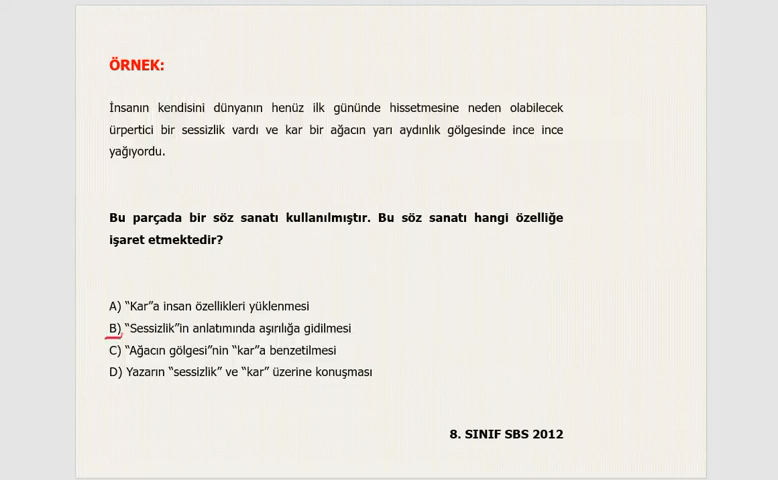 ÖRNEK:
İnsanın kendisini dünyanın henüz ilk gününde hissetmesine neden olabilecek
ürpertici bir sessizlik vardı ve kar bir ağacın yarı aydınlık gölgesinde ince ince
yağıyordu.
Bu parçada bir söz sanatı kullanılmıştır. Bu söz sanatı hangi özelliğe
işaret etmektedir?
A) “Kar”a insan özellikleri yüklenmesi
B) “Sessizlik”in anlatımında aşırılığa gidilmesi
C) “Ağacın gölgesi”nin “kar”a benzetilmesi
D) Yazarın “sessizlik” ve “kar” üzerine konuşması
8. SINIF SBS 2012